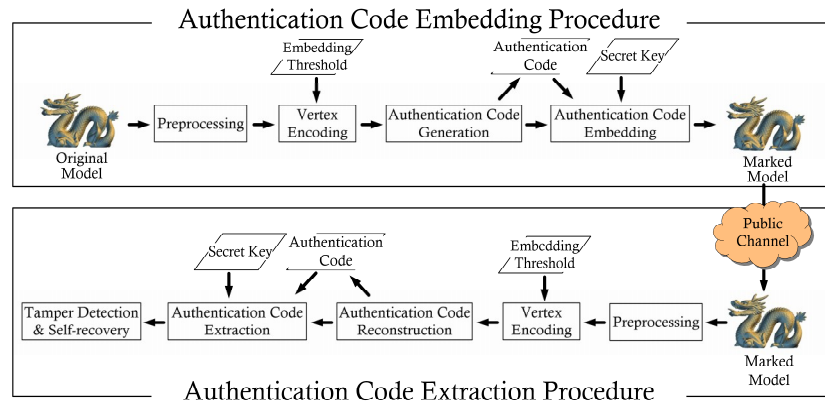 Authentication Code Embedding Procedure
Embedding
Threshold
Authentication
Code
Secret Key
Original
Model
Preprocessing
Vertex
Encoding
Authentication Code
Generation
Authentication Code
Embedding
Marked
Model
Public
Channel
Secret Key
Authentication
Code
Embedding
Threshold
Tamper Detection
& Self-recovery
Authentication Code
Extraction
Authentication Code
Reconstruction
Vertex
Encoding
Preprocessing
Marked
Model
Authentication Code Extraction Procedure